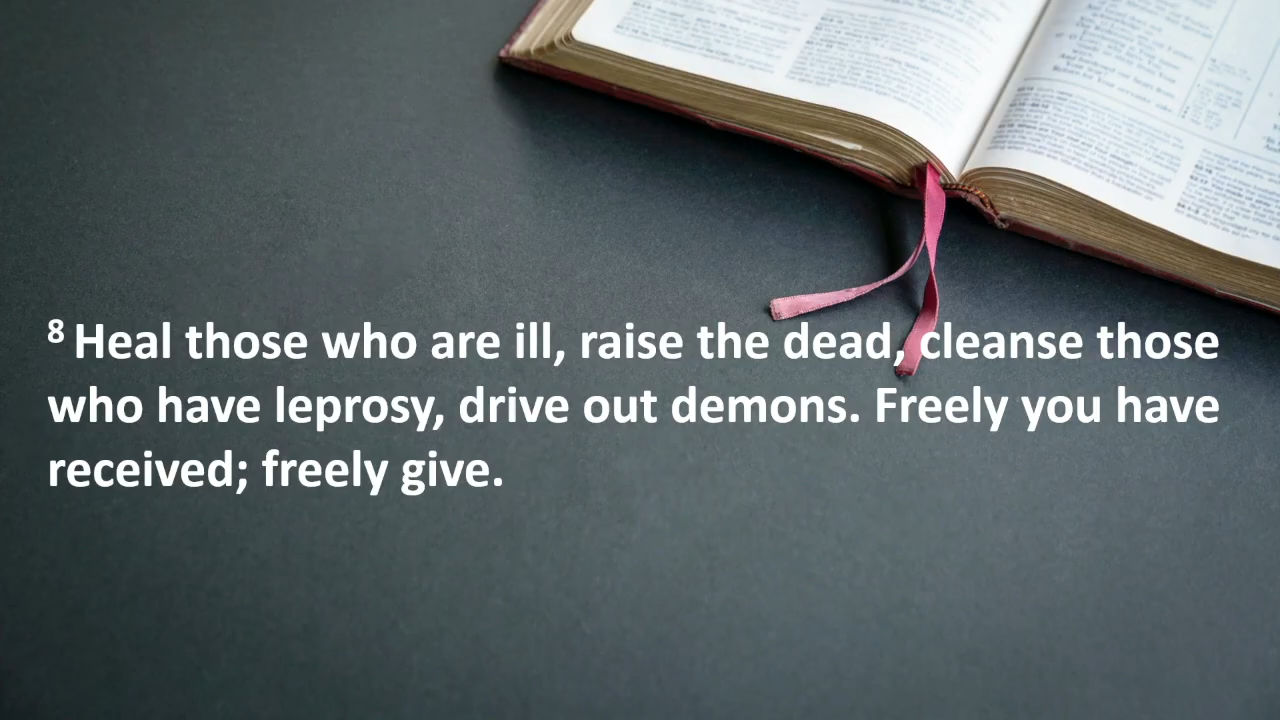 ⁸ Heal those who are ill, raise the dead, cleanse those
who have leprosy, drive out demons. Freely you have
received; freely give.